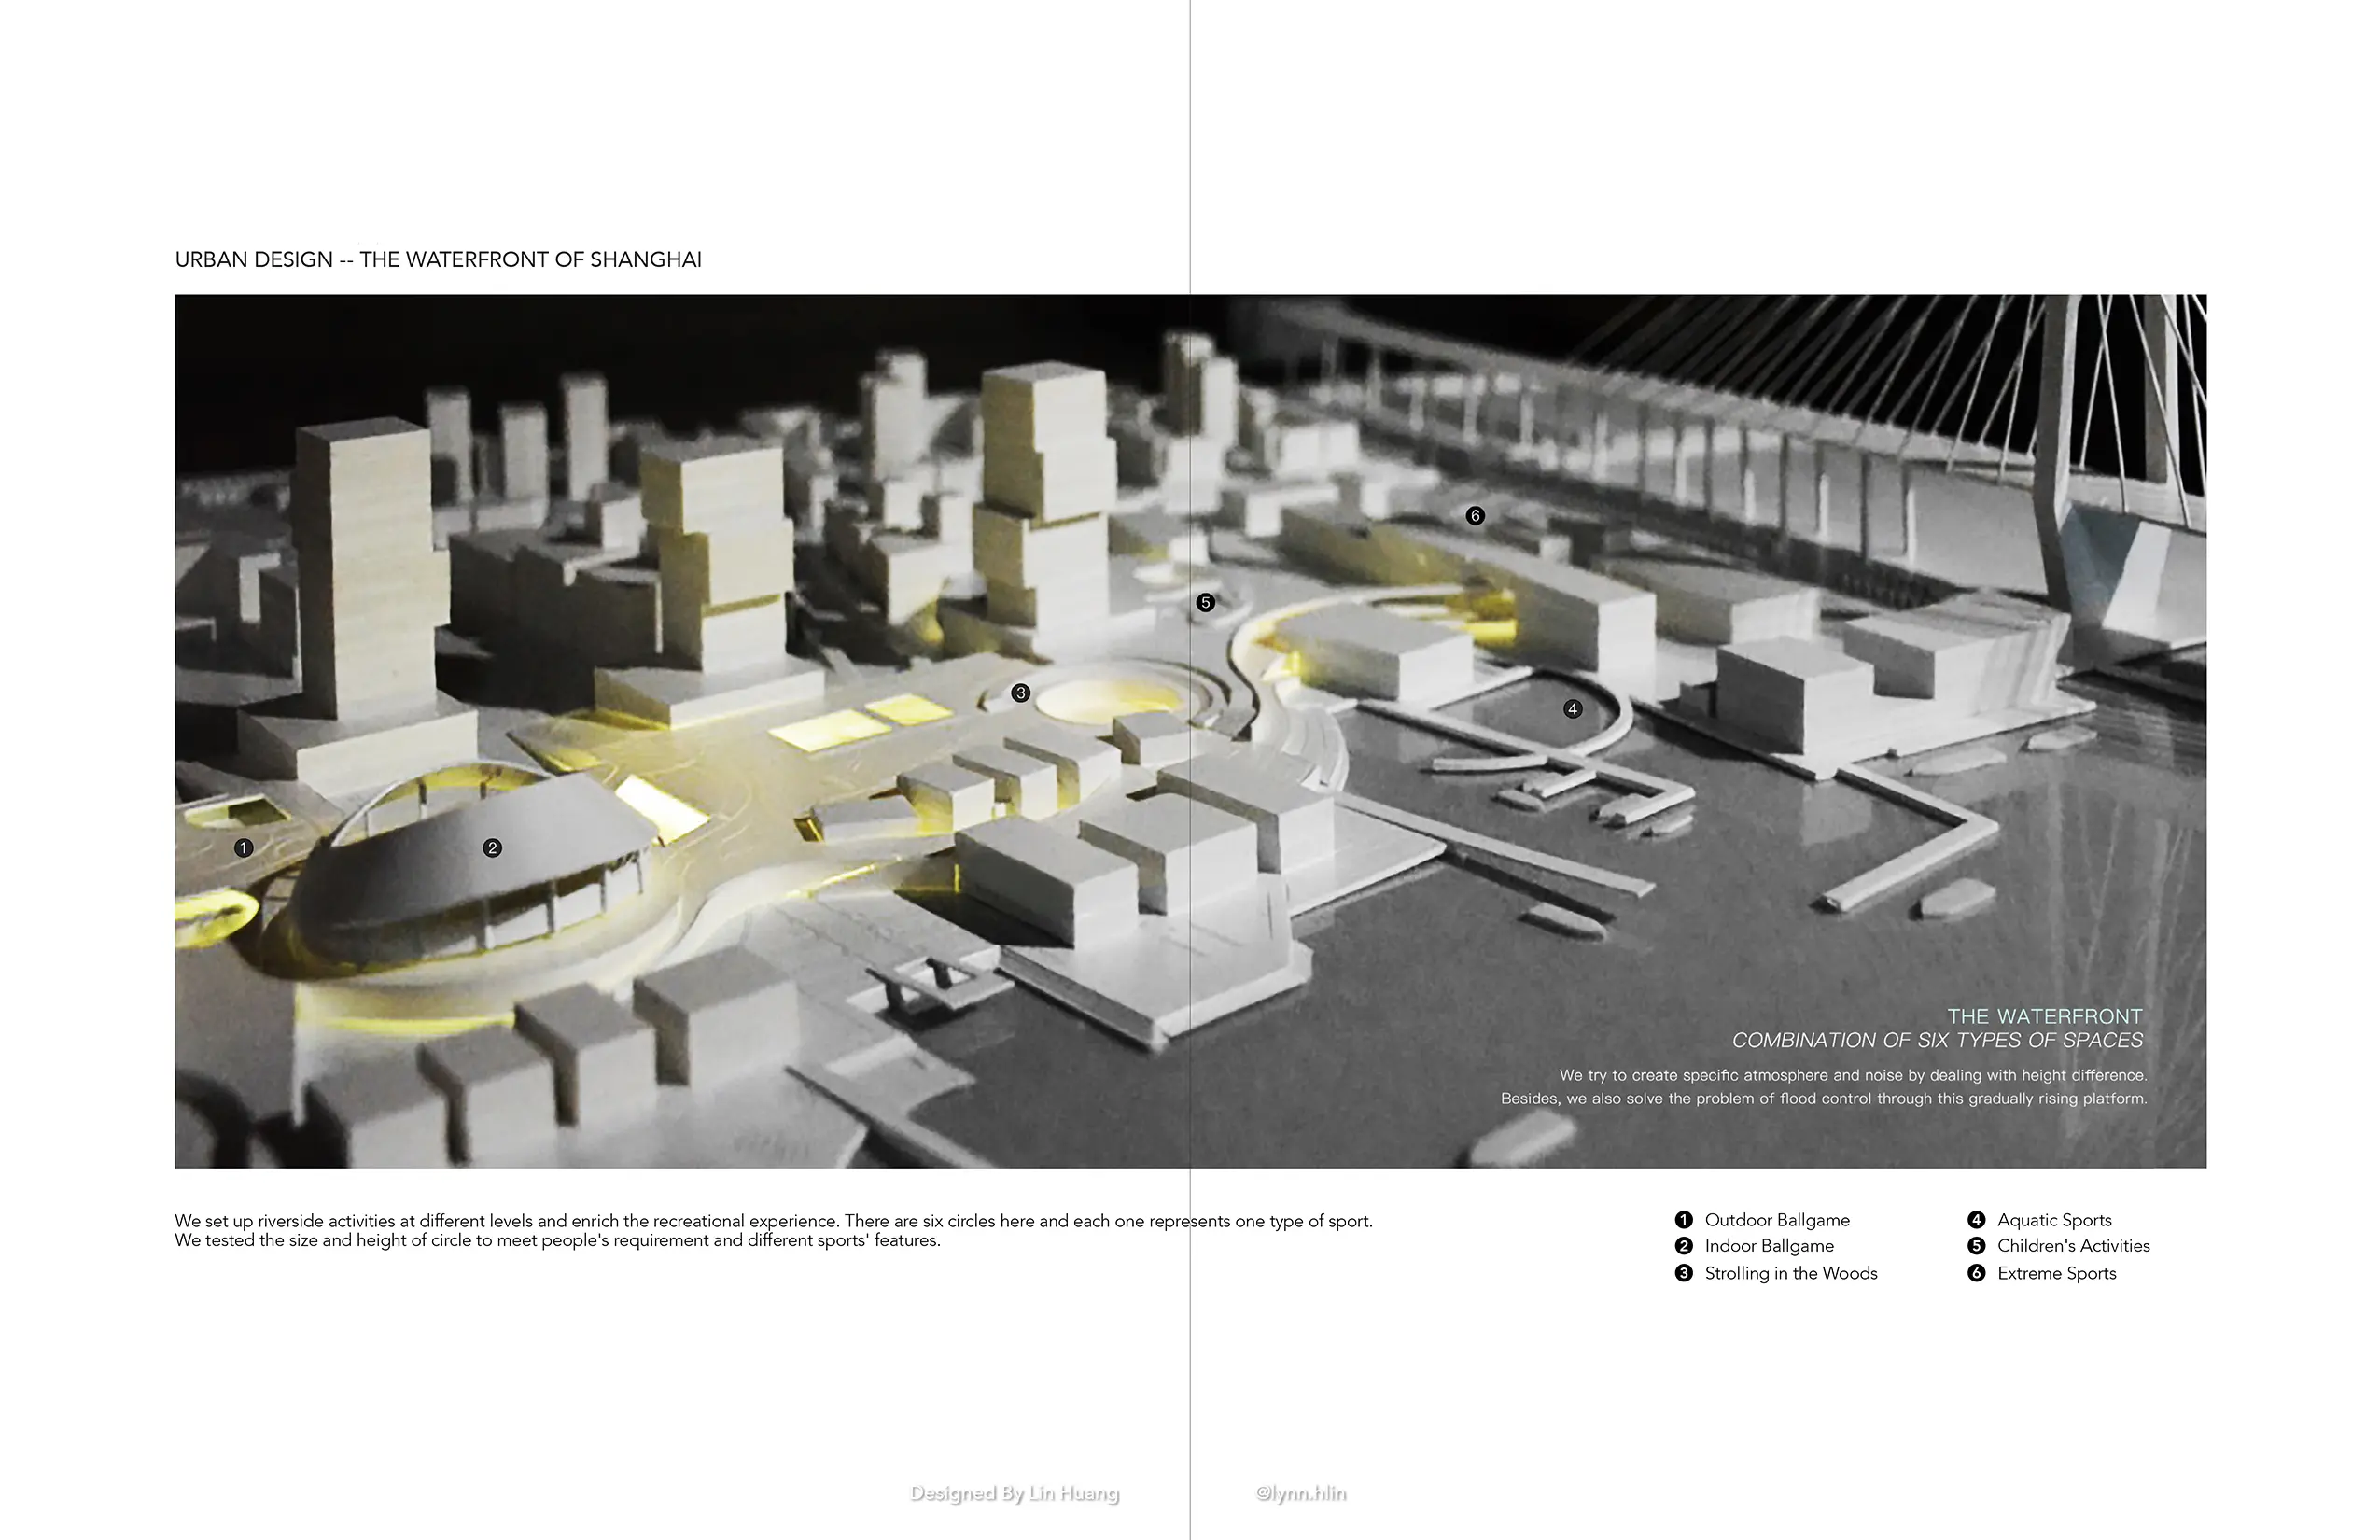 URBAN DESIGN -- THE WATERFRONT OF SHANGHAI
6
5
3
4
1
2
THE WATERFRONT
COMBINATION OF SIX TYPES OF SPACES
We try to create specific atmosphere and noise by dealing with height difference.
Besides, we also solve the problem of flood control through this gradually rising platform.
We set up riverside activities at different levels and enrich the recreational experience. There are six circles here and each one represents one type of sport.
We tested the size and height of circle to meet people's requirement and different sports' features.
1 Outdoor Ballgame
2 Indoor Ballgame
3 Strolling in the Woods
4 Aquatic Sports
5 Children's Activities
6 Extreme Sports
Designed By Lin Huang
@lynn.hlin